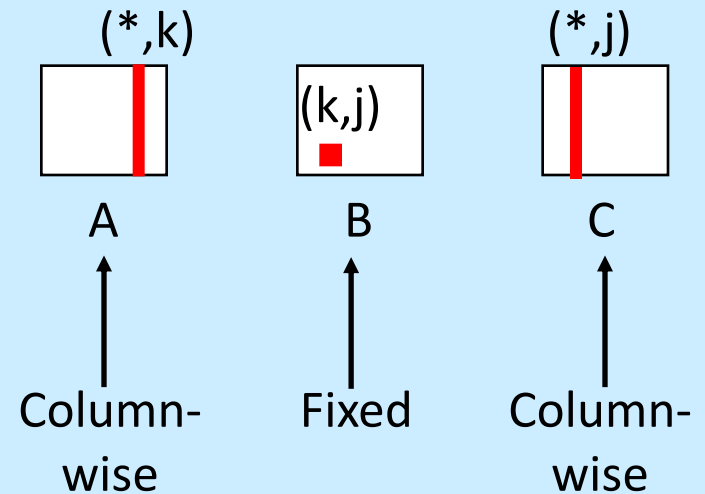 (*,k)
(*,j)
(k,j)
A
B
C
Column-
wise
Fixed
Column-
wise